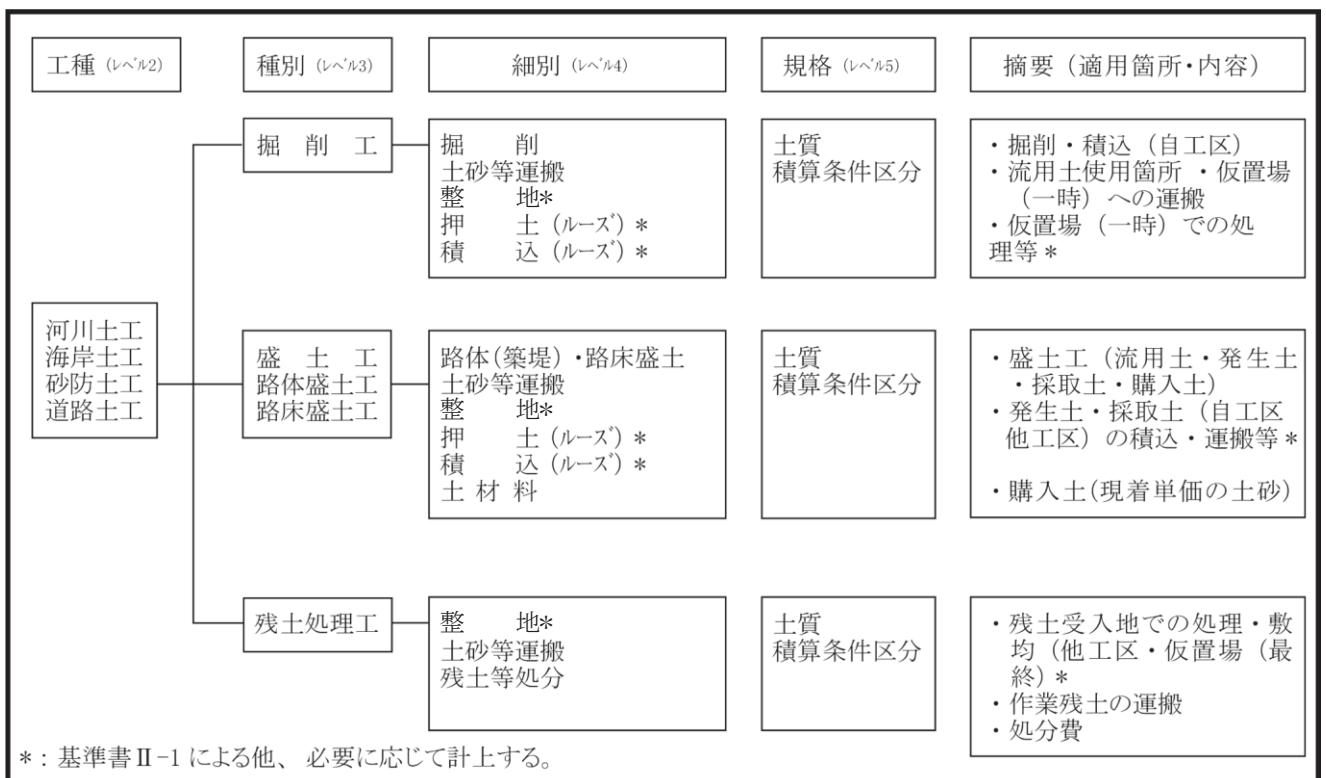 工種 (ﾚﾍﾞﾙ2)
種別 (ﾚﾍﾞﾙ3)
細別 (ﾚﾍﾞﾙ4)
規格 (ﾚﾍﾞﾙ5)
摘要（適用箇所・内容）
河川土工
海岸土工
砂防土工
道路土工
掘　削　工
掘　　削
土砂等運搬
整　　地*
押　　土（ﾙｰｽﾞ）*
積　　込（ﾙｰｽﾞ）*
土質
積算条件区分
・掘削・積込（自工区）
・流用土使用箇所 ・仮置場
（一時）への運搬
・仮置場（一時）での処
理等*
盛　土　工
路体盛土工
路床盛土工
路体(築堤)・路床盛土
土砂等運搬
整　　地*
押　　土（ﾙｰｽﾞ）*
積　　込（ﾙｰｽﾞ）*
土 材 料
土質
積算条件区分
・盛土工（流用土・発生土
・採取土・購入土）
・発生土・採取土（自工区
他工区）の積込・運搬等*
・購入土(現着単価の土砂)
残土処理工
整　　地*
土砂等運搬
残土等処分
土質
積算条件区分
・残土受入地での処理・敷
均（他工区・仮置場（最
終）*
・作業残土の運搬
・処分費
*：基準書Ⅱ-1による他、必要に応じて計上する。